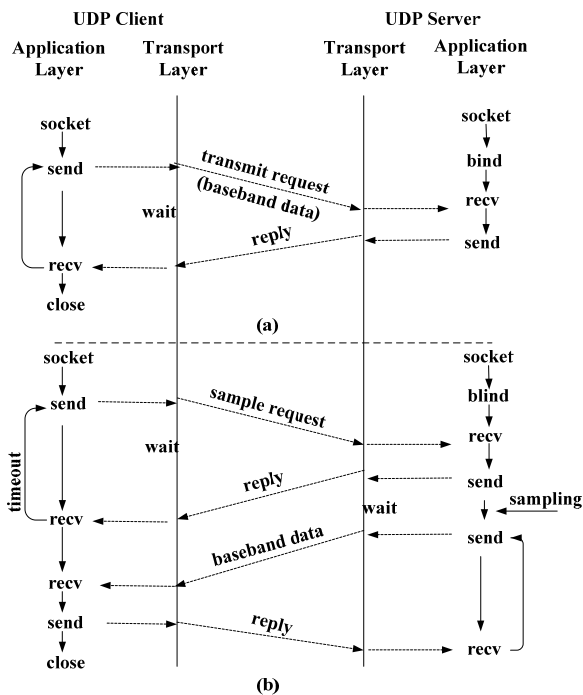 UDP Client UDP Server
Application Transport Transport Application
Layer Layer Layer Layer
socket socket
send transmit request bind
(baseband data)
wait recv
reply send
recv
close
(a)
socket socket
send sample request blind
wait recv
timeout reply send
wait sampling
recv baseband data send
recv
send reply recv
close
(b)